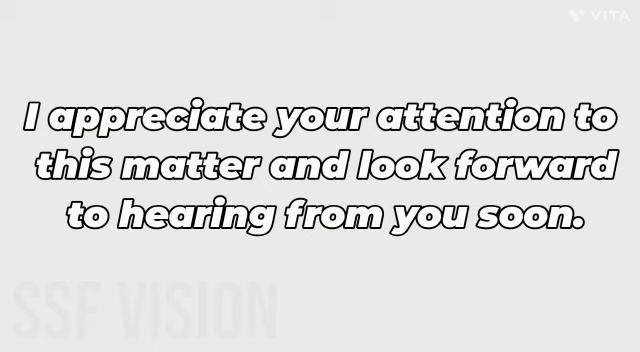 VITA
I appreciate your attention to
this matter and look forward
to hearing from you soon.
SSF VISION